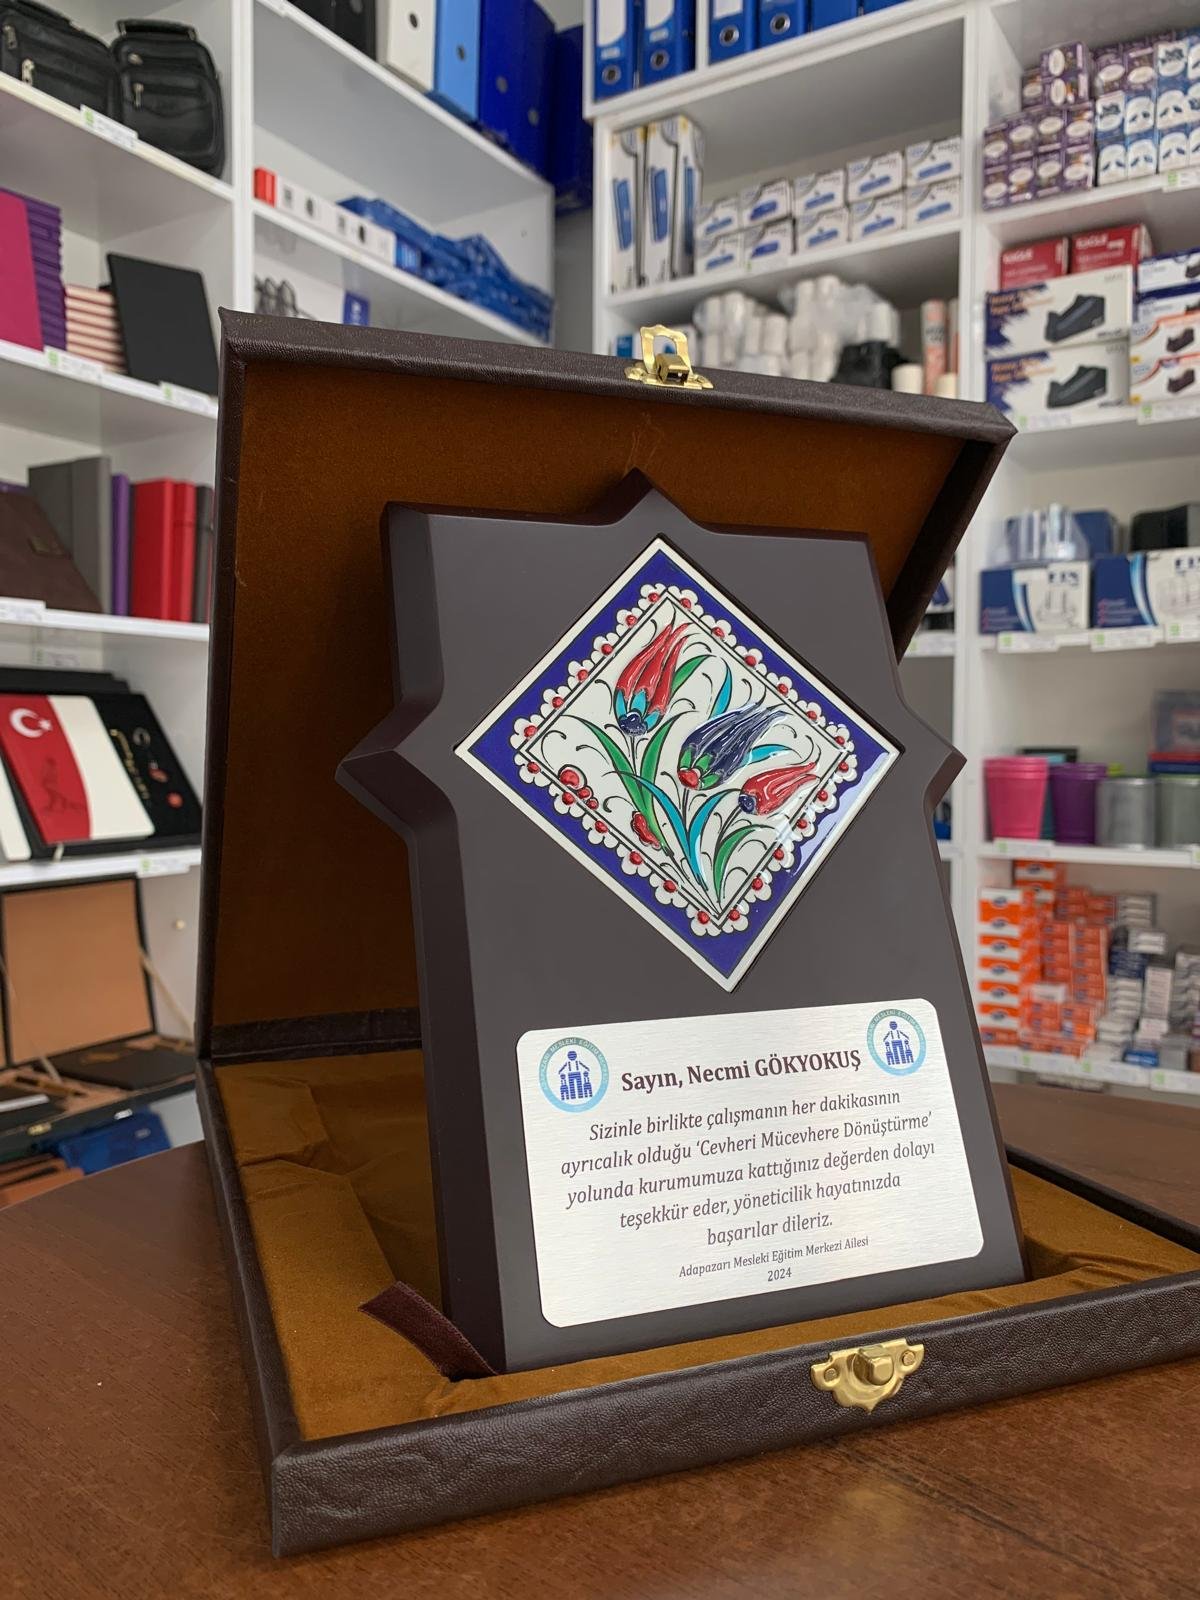 Sayın, Necmi GÖKYOKUŞ
Sizinle birlikte çalışmanın her dakikasının
ayrıcalık olduğu ‘Cevheri Mücevhere Dönüştürme’
yolunda kurumumuza kattığınız değerden dolayı
teşekkür eder, yöneticilik hayatınızda
başarılar dileriz.
Adapazarı Mesleki Eğitim Merkezi Ailesi
2024